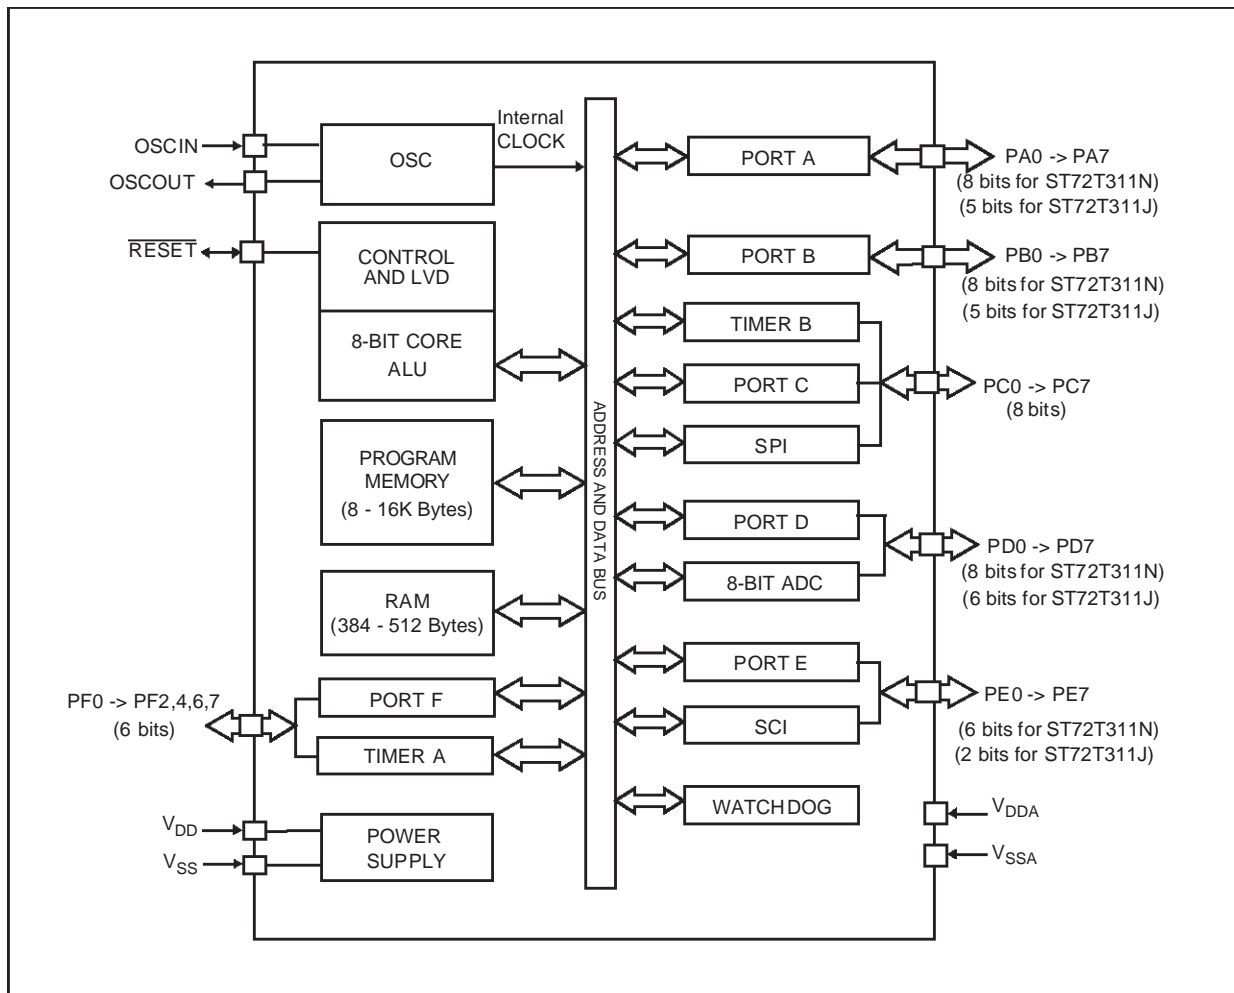 OSCIN
OSCOUT
RESET
OSC
Internal
CLOCK
CONTROL
AND LVD
8-BIT CORE
ALU
PROGRAM
MEMORY
(8 - 16K Bytes)
RAM
(384 - 512 Bytes)
PF0 -> PF2,4,6,7
(6 bits)
PORT F
TIMER A
VDD
VSS
POWER
SUPPLY
ADDRESS AND DATA BUS
PORT A
PA0 -> PA7
(8 bits for ST72T311N)
(5 bits for ST72T311J)
PORT B
PB0 -> PB7
(8 bits for ST72T311N)
(5 bits for ST72T311J)
TIMER B
PORT C
SPI
PC0 -> PC7
(8 bits)
PORT D
8-BIT ADC
PD0 -> PD7
(8 bits for ST72T311N)
(6 bits for ST72T311J)
PORT E
SCI
PE0 -> PE7
(6 bits for ST72T311N)
(2 bits for ST72T311J)
WATCHDOG
VDDA
VSSA